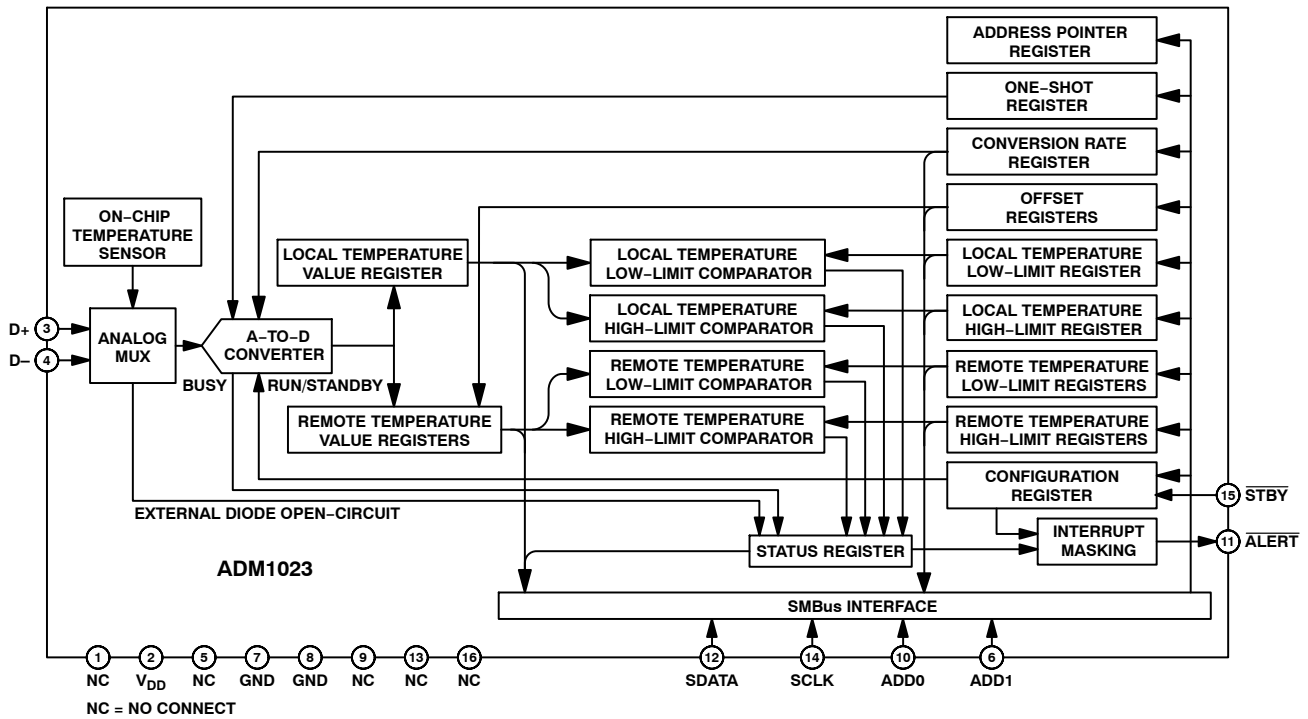 ADDRESS POINTER
REGISTER
ONE−SHOT
REGISTER
CONVERSION RATE
REGISTER
OFFSET
REGISTERS
ON−CHIP
TEMPERATURE
SENSOR
LOCAL TEMPERATURE
VALUE REGISTER
LOCAL TEMPERATURE
LOW−LIMIT COMPARATOR
LOCAL TEMPERATURE
LOW−LIMIT REGISTER
LOCAL TEMPERATURE
HIGH−LIMIT COMPARATOR
LOCAL TEMPERATURE
HIGH−LIMIT REGISTER
D+ 3
D− 4
ANALOG
MUX
A−TO−D
CONVERTER
BUSY
RUN/STANDBY
REMOTE TEMPERATURE
LOW−LIMIT COMPARATOR
REMOTE TEMPERATURE
LOW−LIMIT REGISTERS
REMOTE TEMPERATURE
VALUE REGISTERS
REMOTE TEMPERATURE
HIGH−LIMIT COMPARATOR
REMOTE TEMPERATURE
HIGH−LIMIT REGISTERS
CONFIGURATION
REGISTER
15 STBY
EXTERNAL DIODE OPEN−CIRCUIT
INTERRUPT
MASKING
11 ALERT
STATUS REGISTER
ADM1023
SMBus INTERFACE
1 2 5 7 8 9 13 16 12 14 10 6
NC VDD NC GND GND NC NC NC SDATA SCLK ADD0 ADD1
NC = NO CONNECT